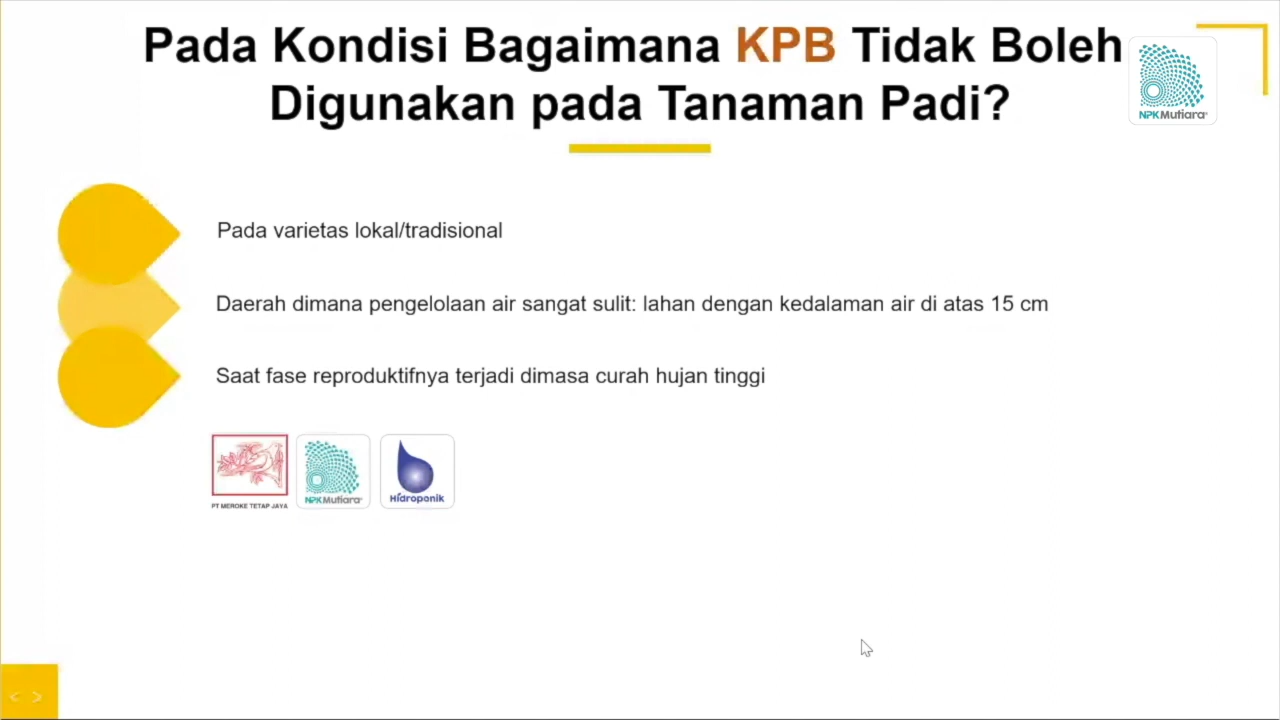 Pada Kondisi Bagaimana KPB Tidak Boleh
Digunakan pada Tanaman Padi?
NPK Mutiara
Pada varietas lokal/tradisional
Daerah dimana pengelolaan air sangat sulit: lahan dengan kedalaman air di atas 15 cm
Saat fase reproduktifnya terjadi dimasa curah hujan tinggi
PT MEROKE TETAP JAYA
NPK Mutiara
Hidroponik